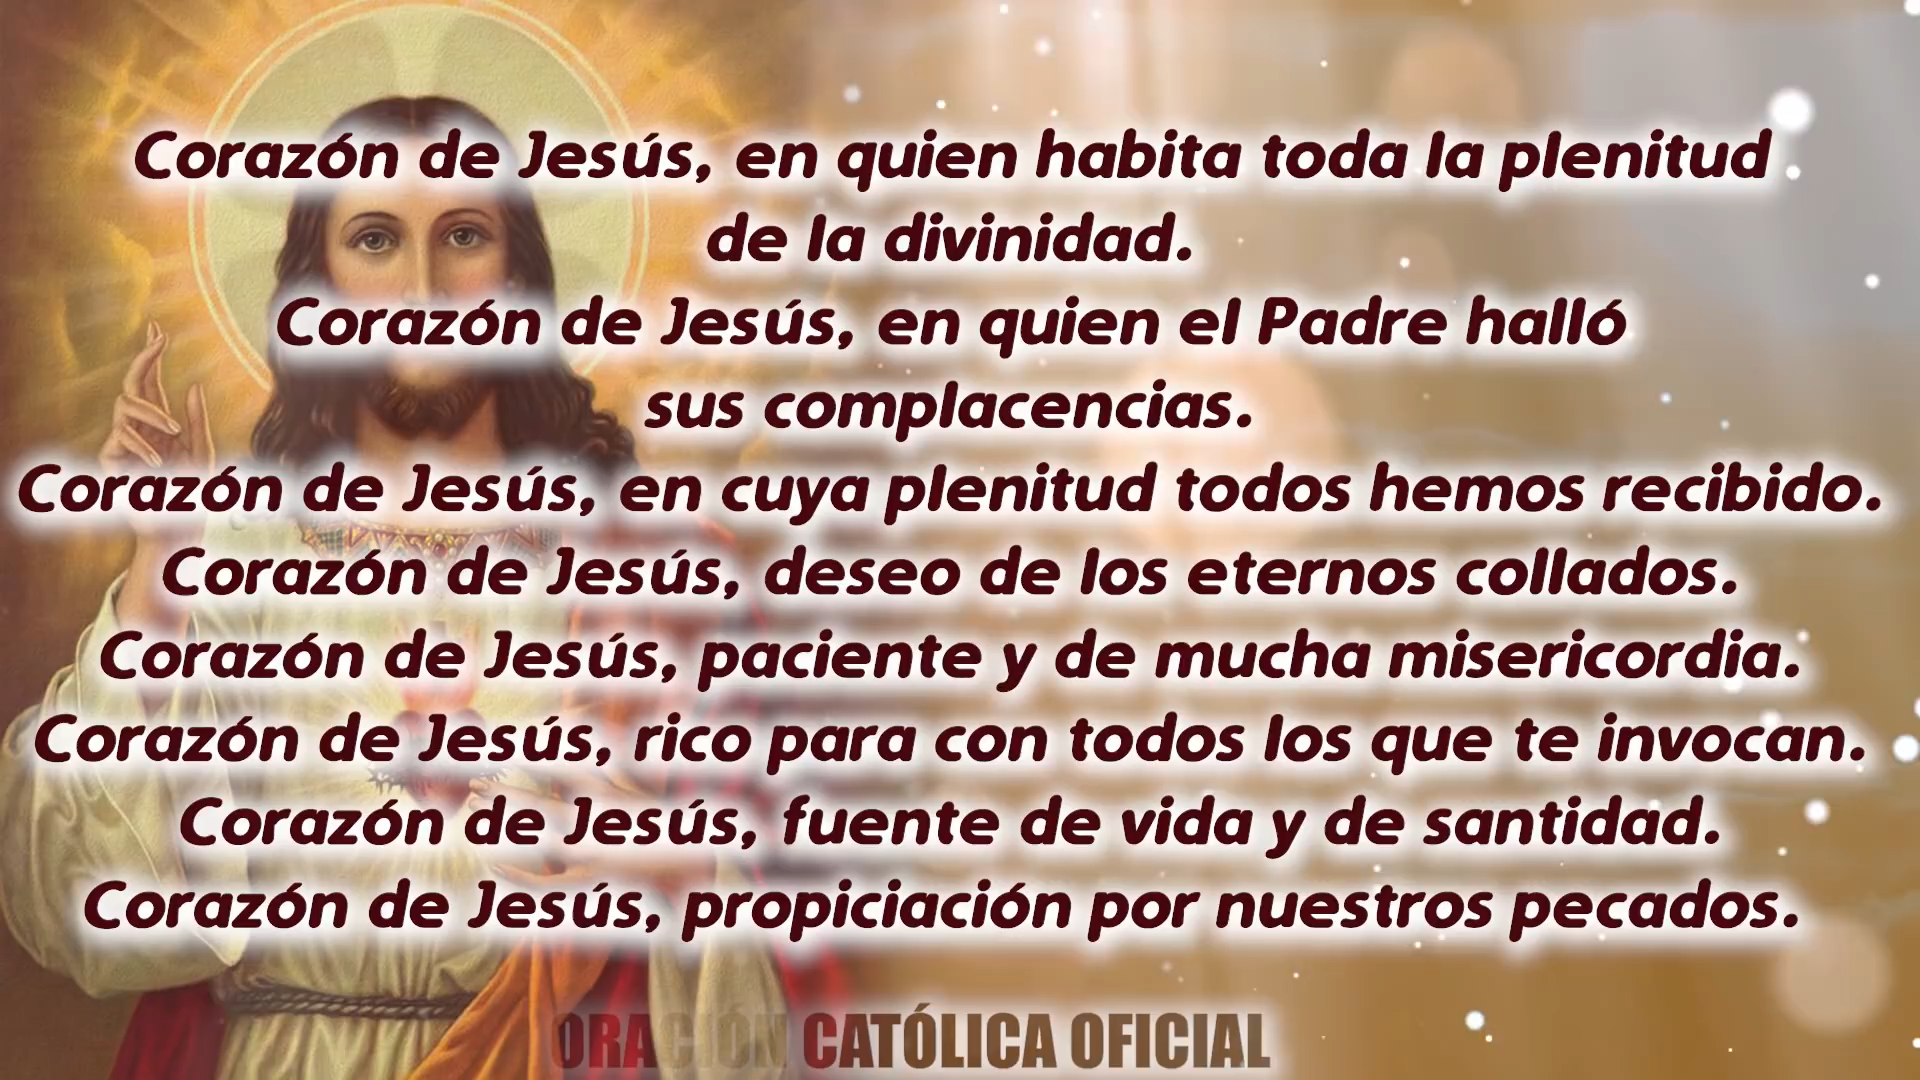 Corazón de Jesús, en quien habita toda la plenitud
de la divinidad.
Corazón de Jesús, en quien el Padre halló
sus complacencias.
Corazón de Jesús, en cuya plenitud todos hemos recibido.
Corazón de Jesús, deseo de los eternos collados.
Corazón de Jesús, paciente y de mucha misericordia.
Corazón de Jesús, rico para con todos los que te invocan.
Corazón de Jesús, fuente de vida y de santidad.
Corazón de Jesús, propiciación por nuestros pecados.
ORACIÓN CATÓLICA OFICIAL